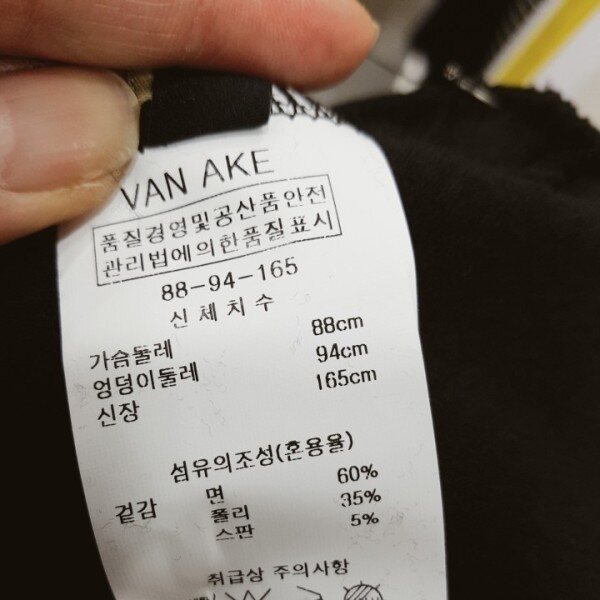 VAN AKE
품질경영및공산품안전
관리법에의한품질표시
88-94-165
신체치수
가슴둘레 88cm
엉덩이둘레 94cm
신장 165cm
섬유의조성(혼용율)
겉감 면 60%
폴리 35%
스판 5%
취급상 주의사항